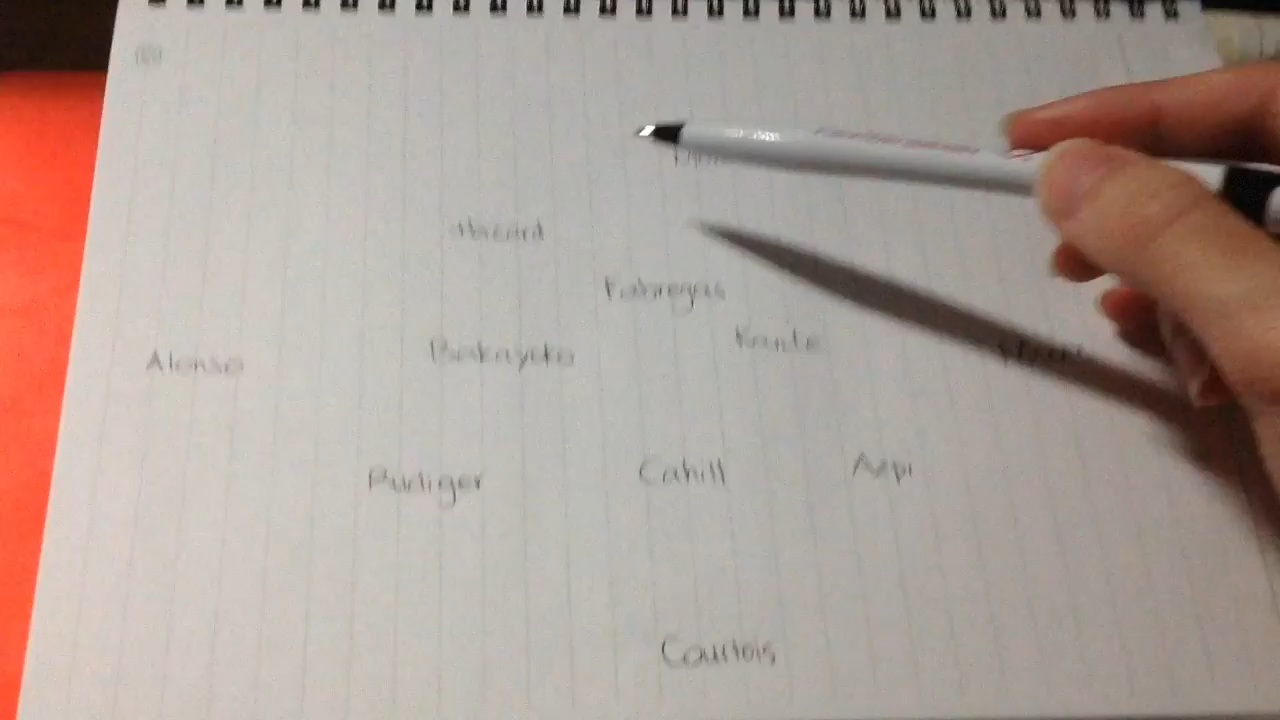 Hazard
Fabregas
Kante
Bakayoko
Alonso
Rudiger
Cahill
Azpi
Courtois